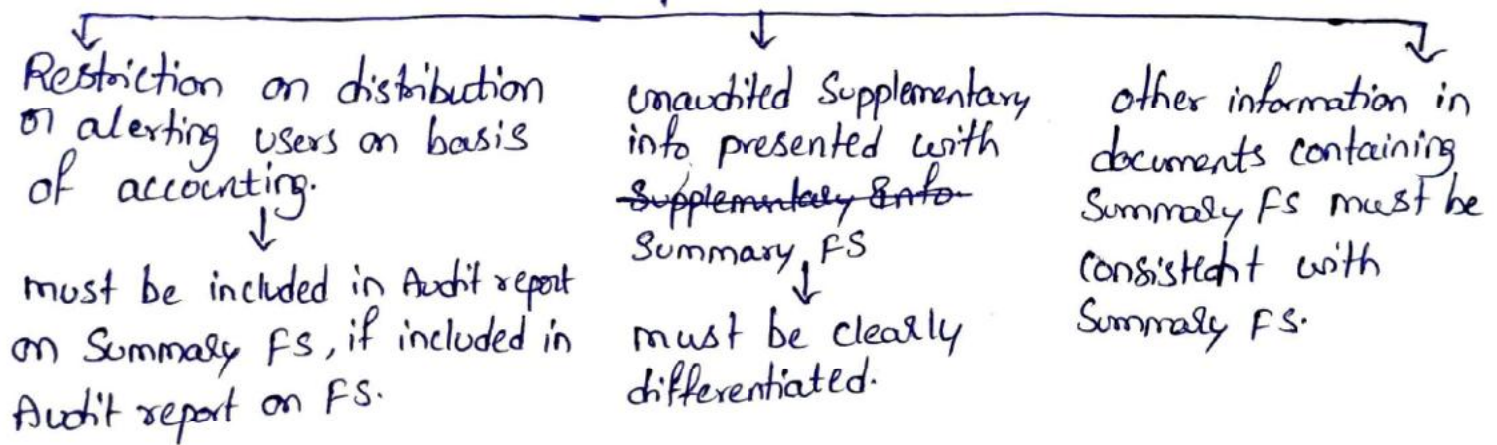 Restriction on distribution
or alerting users on basis
of accounting.
must be included in Audit report
on Summary FS, if included in
Audit report on FS.
unaudited Supplementary
info presented with
Supplementary Info
Summary FS
must be clearly
differentiated.
other information in
documents containing
Summary FS must be
consistent with
Summary FS.